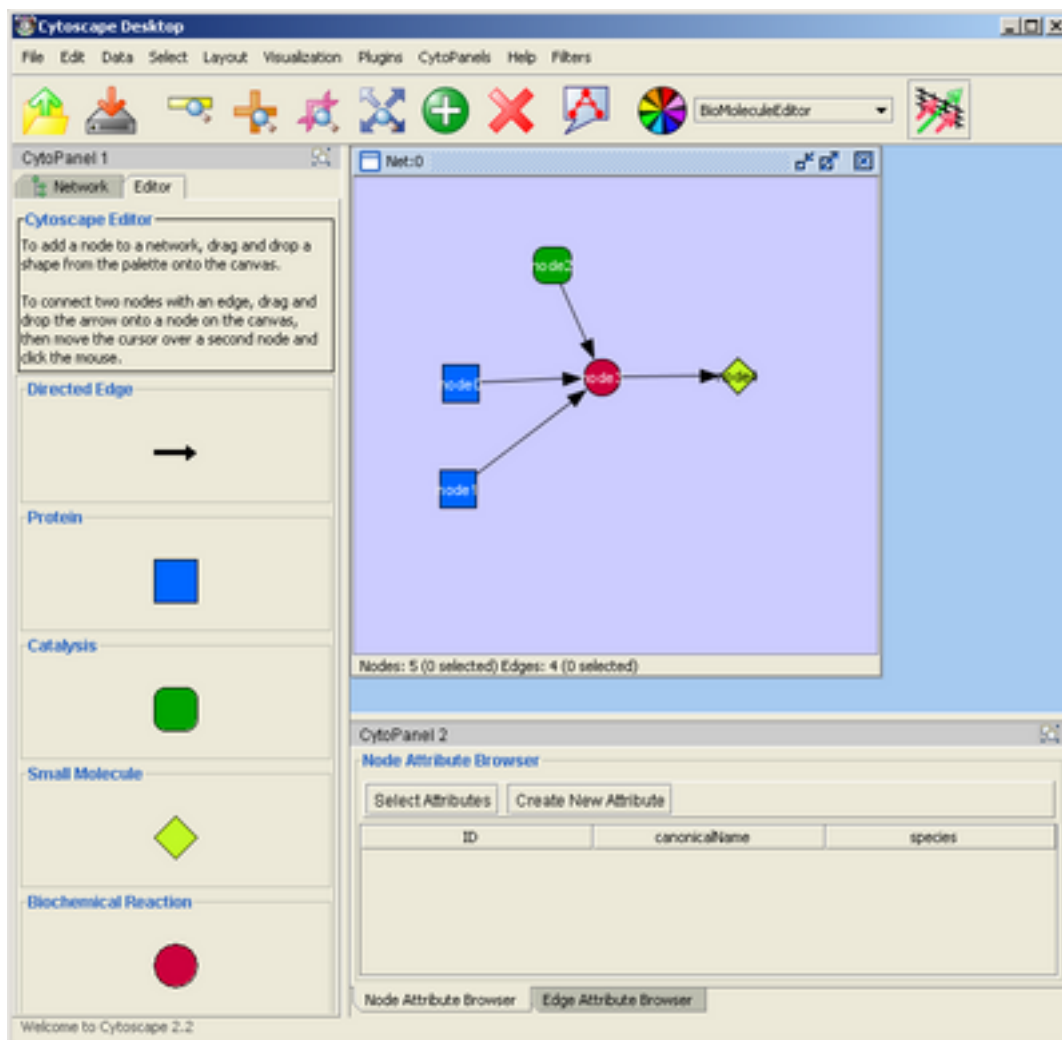 Cytoscape Desktop
File Edit Data Select Layout Visualization Plugins CytoPanels Help Filters
BioMoleculeEditor
CytoPanel 1
Network Editor
Cytoscape Editor
To add a node to a network, drag and drop a
shape from the palette onto the canvas.
To connect two nodes with an edge, drag and
drop the arrow onto a node on the canvas,
then move the cursor over a second node and
click the mouse.
Directed Edge
Protein
Catalysis
Small Molecule
Biochemical Reaction
Net:0
node2
node0
node3
node1
Nodes: 5 (0 selected) Edges: 4 (0 selected)
CytoPanel 2
Node Attribute Browser
Select Attributes Create New Attribute
ID canonicalName species
Node Attribute Browser Edge Attribute Browser
Welcome to Cytoscape 2.2